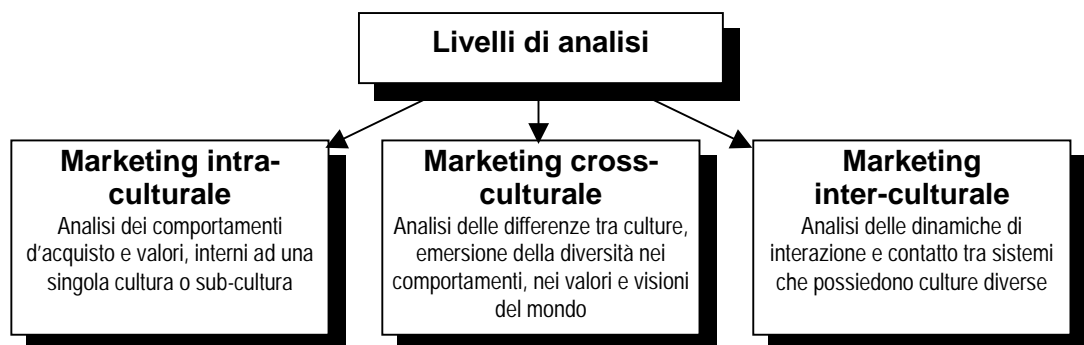 Livelli di analisi
Marketing intra-
culturale
Analisi dei comportamenti
d'acquisto e valori, interni ad una
singola cultura o sub-cultura
Marketing cross-
culturale
Analisi delle differenze tra culture,
emersione della diversità nei
comportamenti, nei valori e visioni
del mondo
Marketing
inter-culturale
Analisi delle dinamiche di
interazione e contatto tra sistemi
che possiedono culture diverse